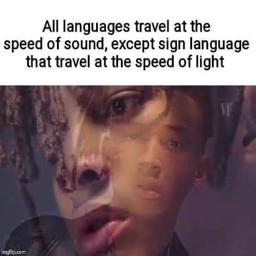 All languages travel at the
speed of sound, except sign language
that travel at the speed of light
VF
imgflip.com